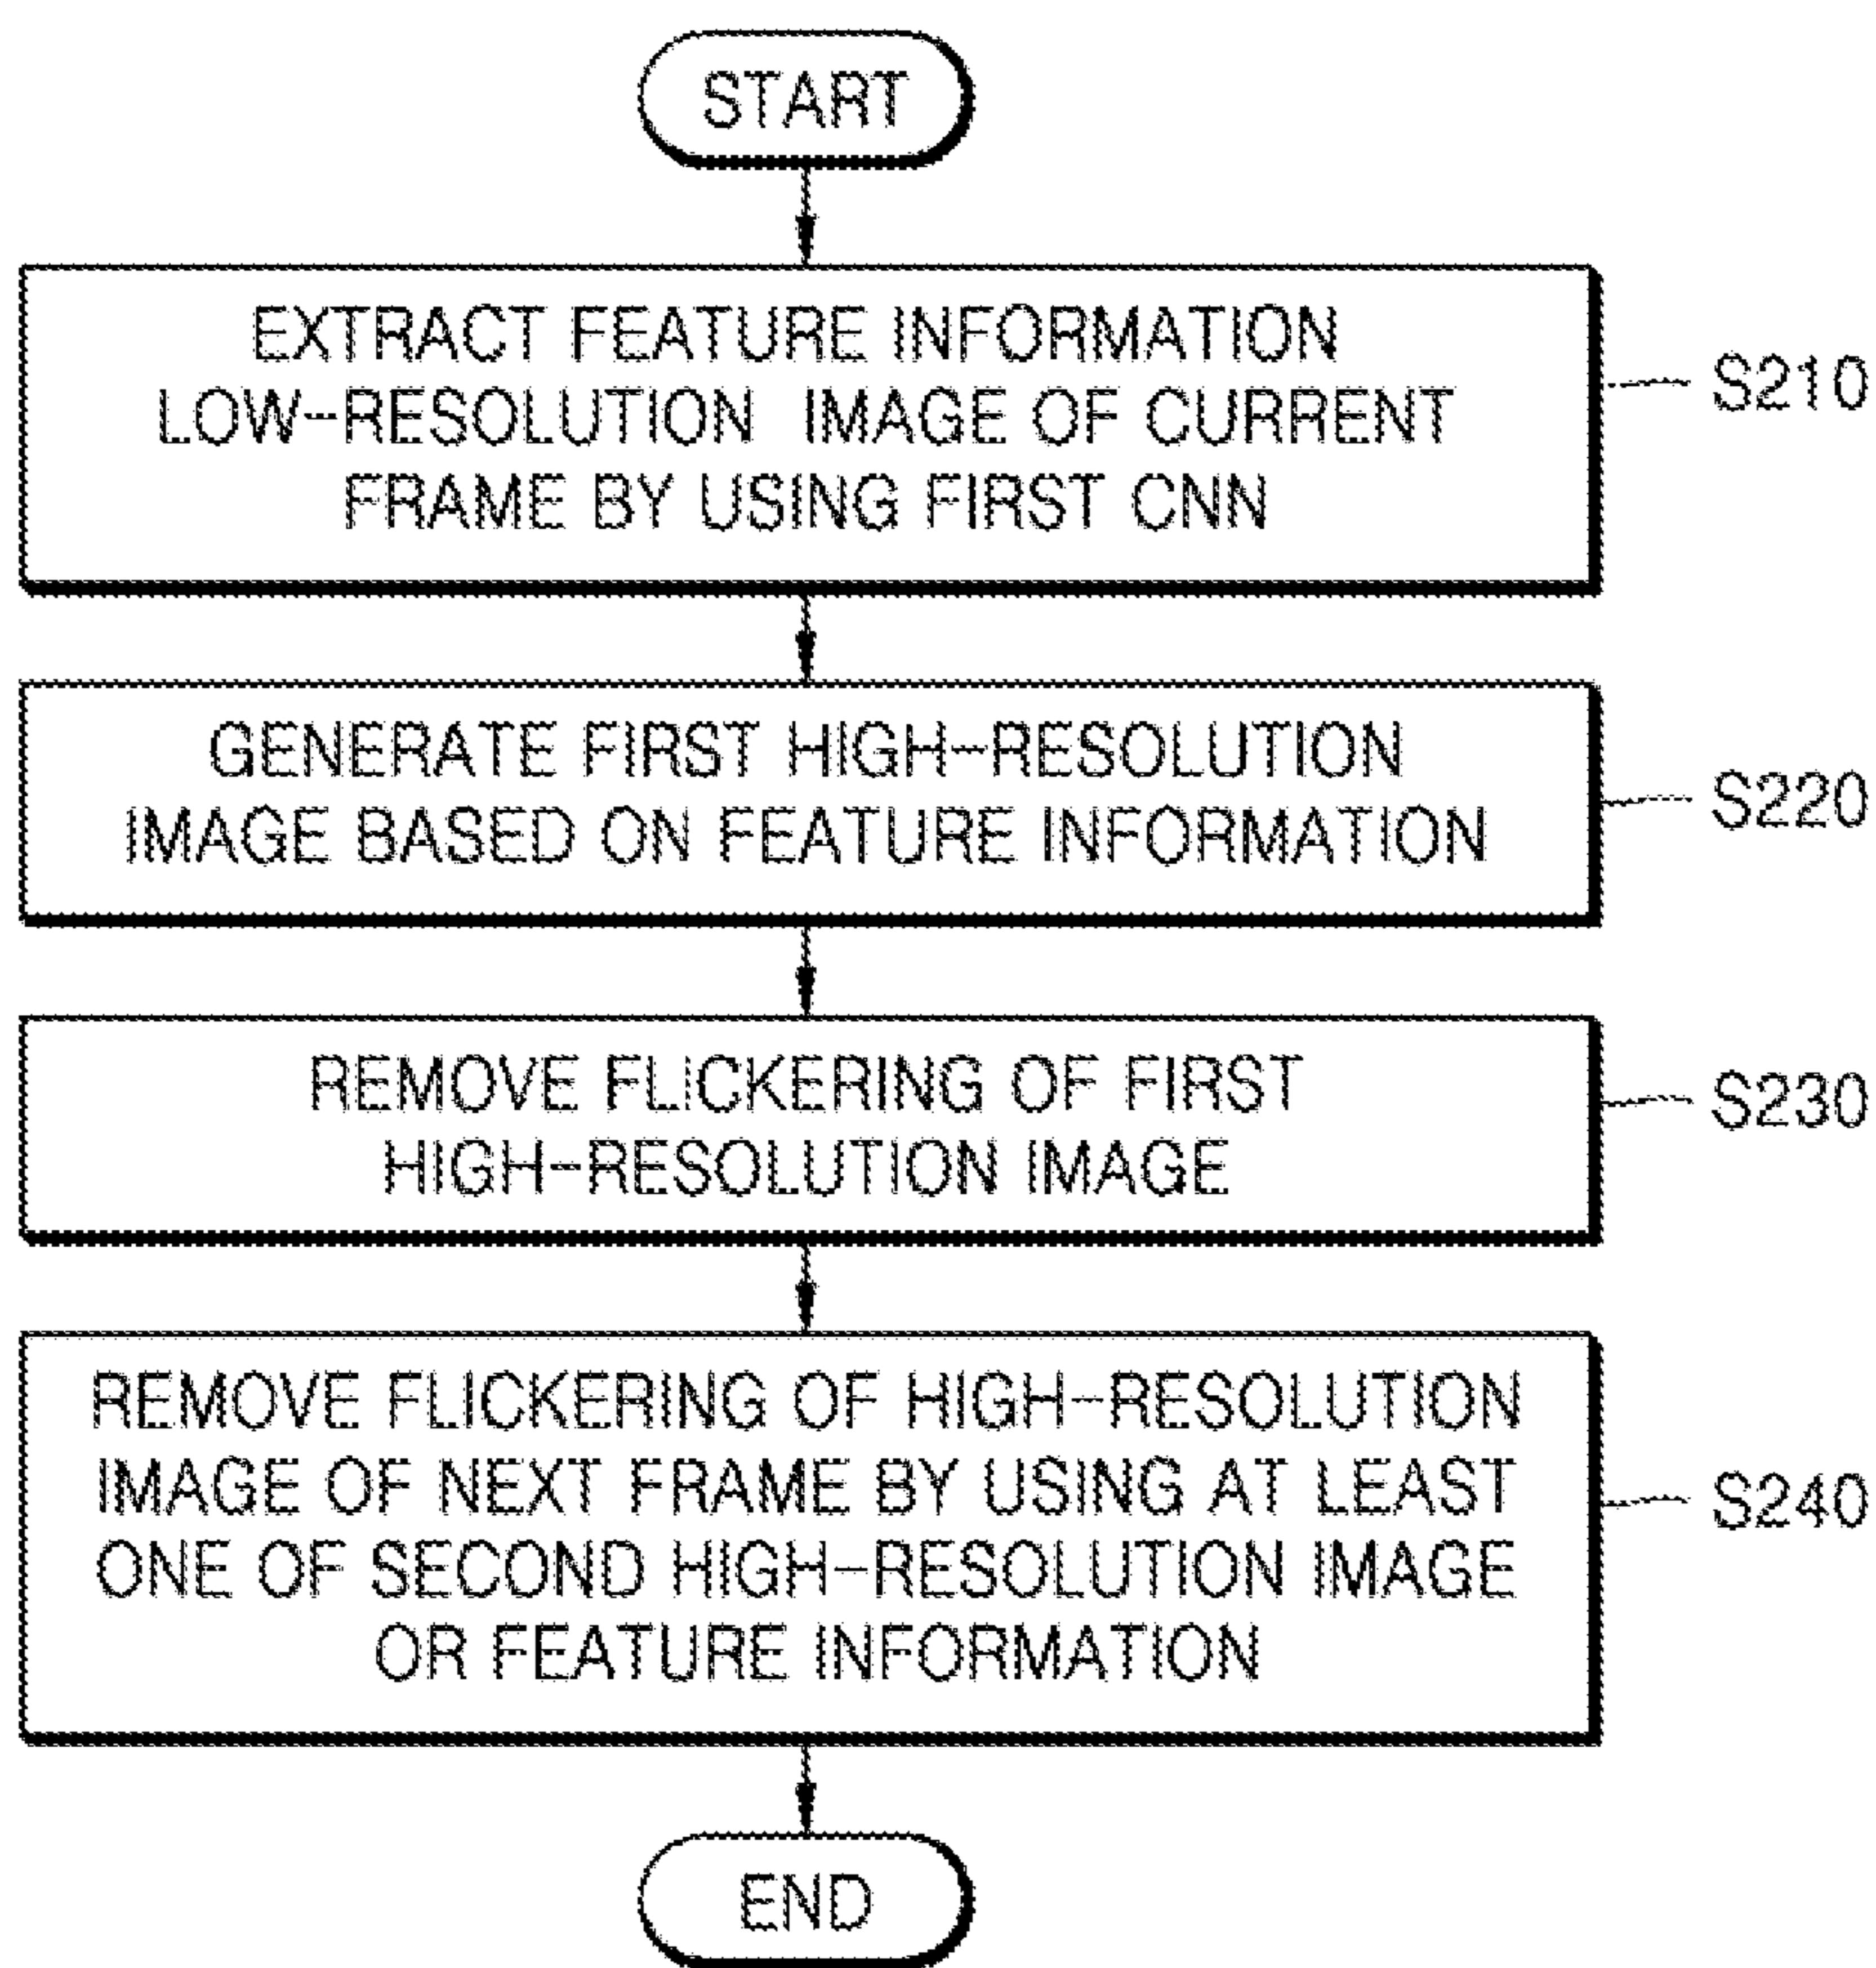 START
EXTRACT FEATURE INFORMATION
LOW-RESOLUTION IMAGE OF CURRENT
FRAME BY USING FIRST CNN
S210
GENERATE FIRST HIGH-RESOLUTION
IMAGE BASED ON FEATURE INFORMATION
S220
REMOVE FLICKERING OF FIRST
HIGH-RESOLUTION IMAGE
S230
REMOVE FLICKERING OF HIGH-RESOLUTION
IMAGE OF NEXT FRAME BY USING AT LEAST
ONE OF SECOND HIGH-RESOLUTION IMAGE
OR FEATURE INFORMATION
S240
END